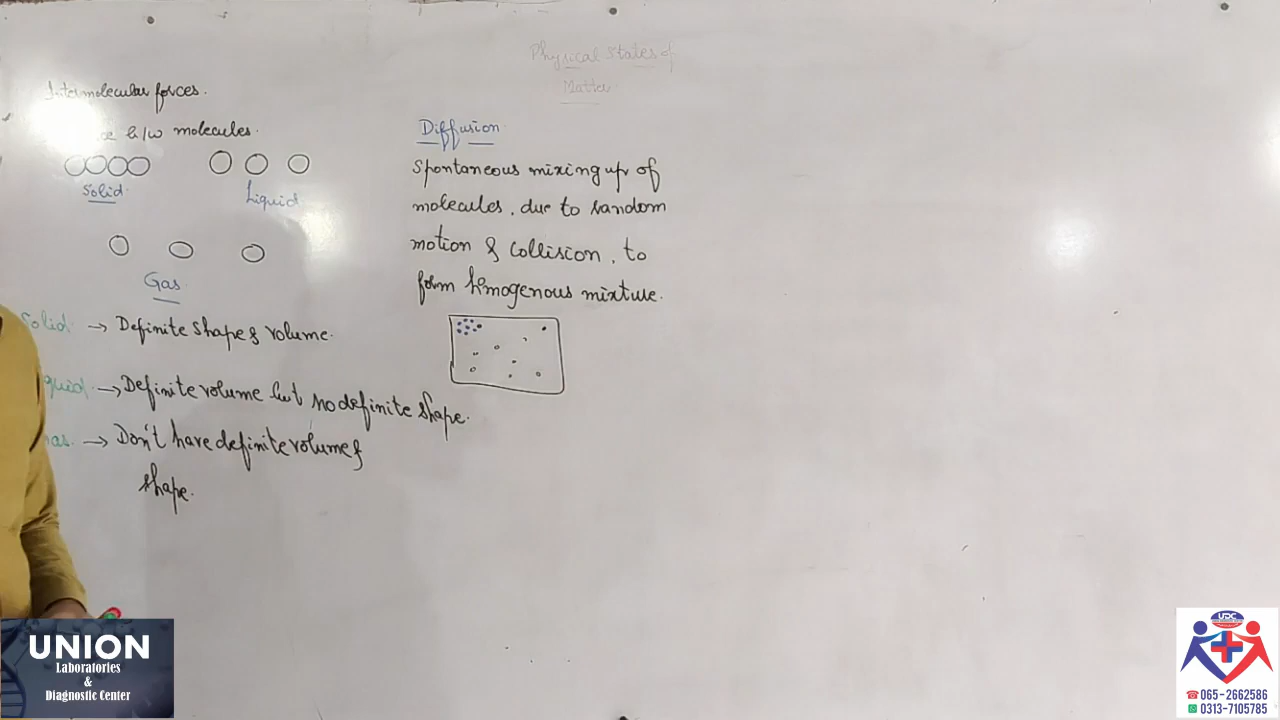 Physical States of
Matter
Intermolecular forces.
b/w molecules.
Solid
Liquid
Gas
Solid → Definite shape & volume.
→ Definite volume but no definite shape.
→ Don't have definite volume &
shape.
Diffusion
Spontaneous mixing up of
molecules, due to random
motion & collision, to
form homogenous mixture.
UNION
Laboratories
&
Diagnostic Center
UDC
065-2662586
0313-7105785